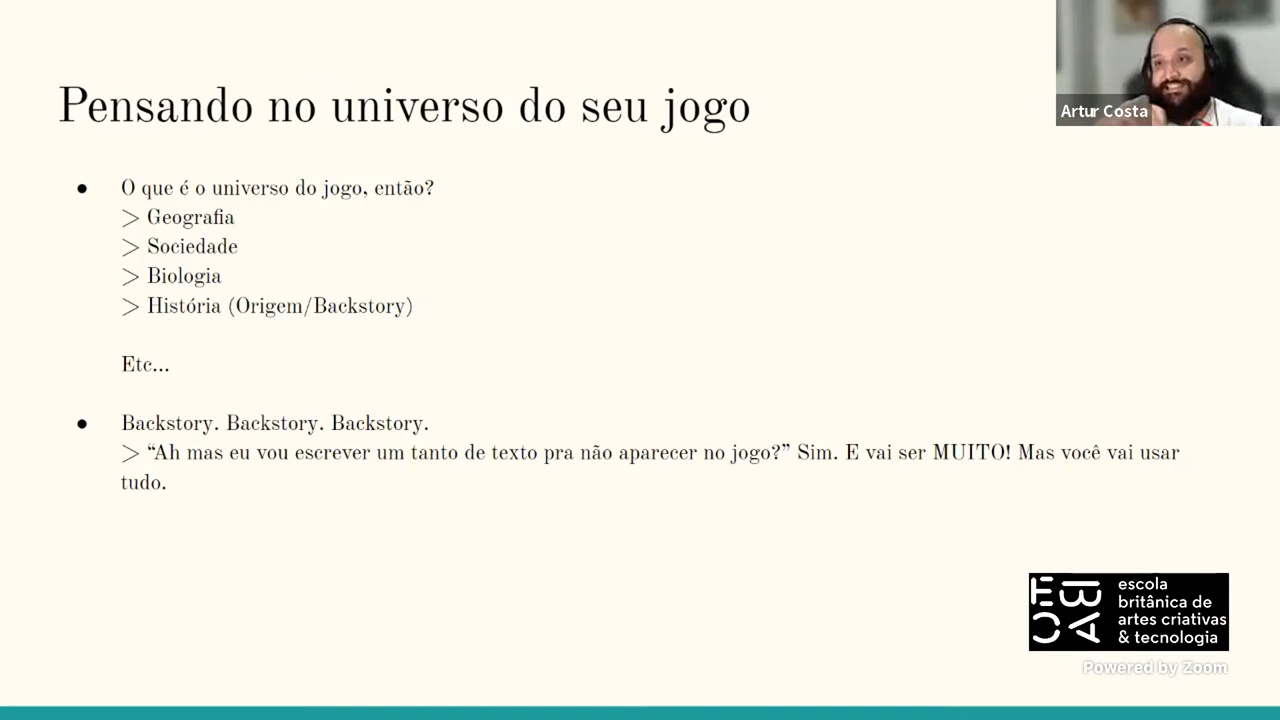 Pensando no universo do seu jogo
Artur Costa
● O que é o universo do jogo, então?
> Geografia
> Sociedade
> Biologia
> História (Origem/Backstory)
Etc...
● Backstory. Backstory. Backstory.
> “Ah mas eu vou escrever um tanto de texto pra não aparecer no jogo?” Sim. E vai ser MUITO! Mas você vai usar
tudo.
EBAC
escola
britânica de
artes criativas
& tecnologia
Powered by Zoom